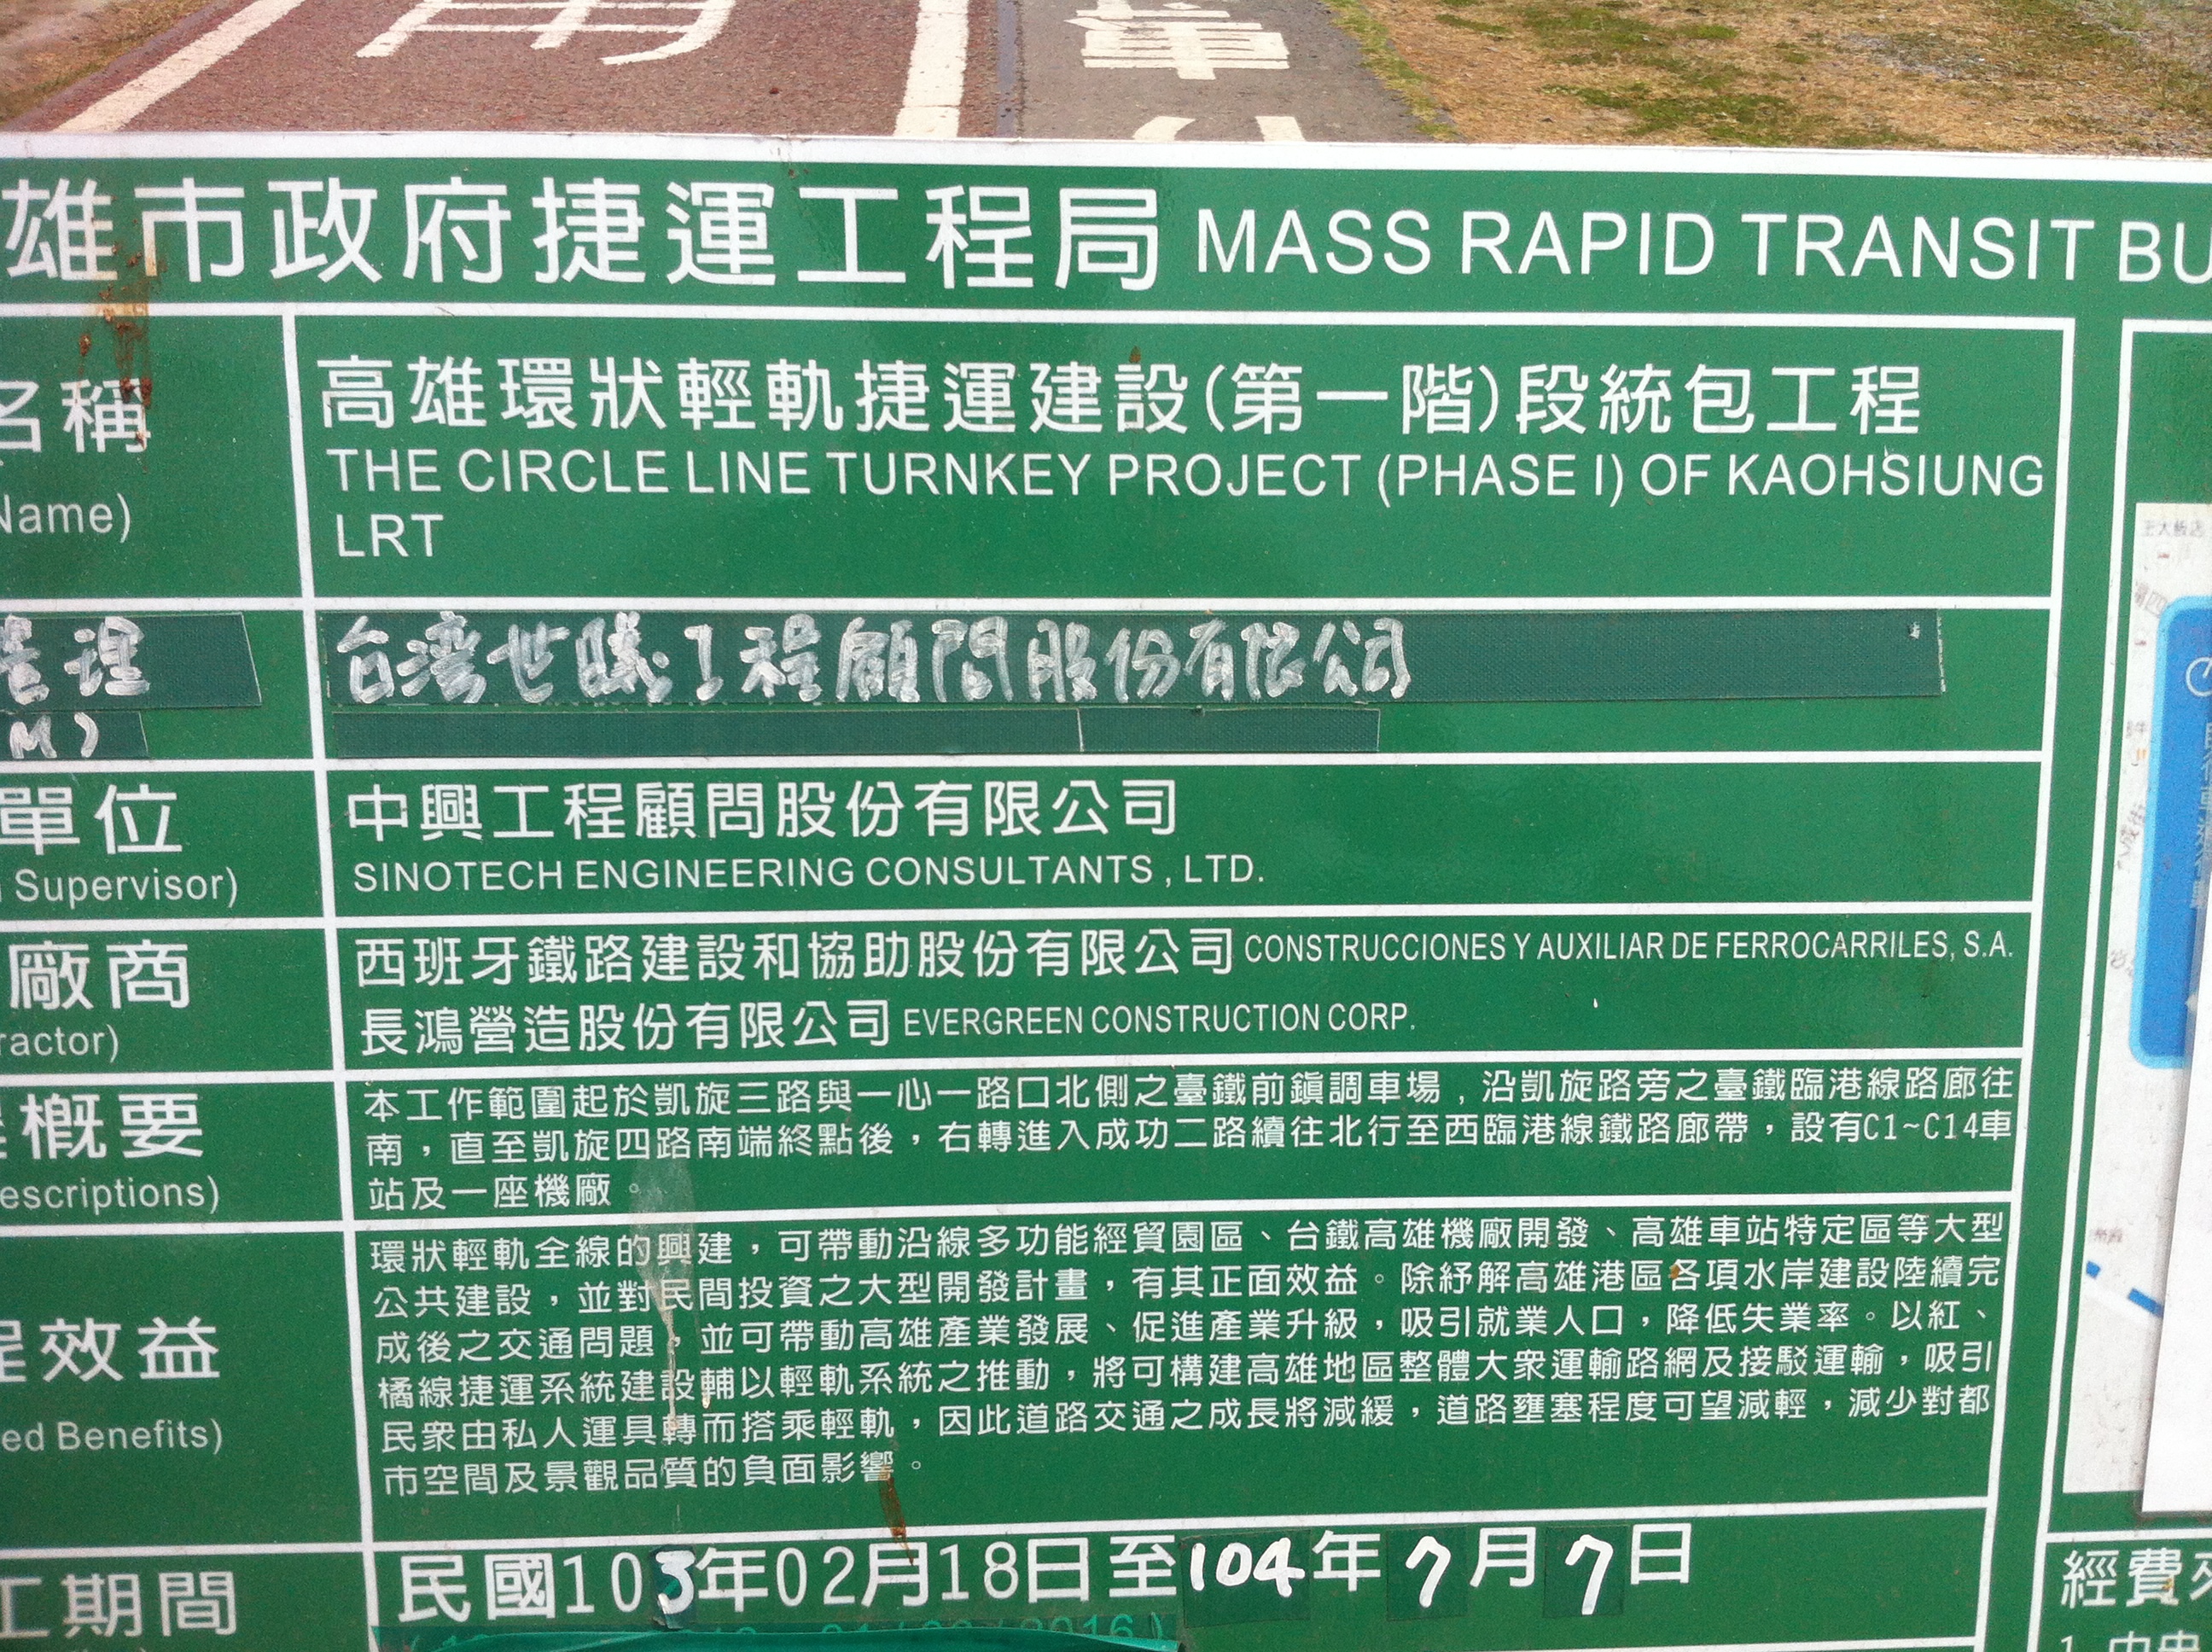 雄市政府捷運工程局 MASS RAPID TRANSIT BU
名稱
Name)
高雄環狀輕軌捷運建設(第一階)段統包工程
THE CIRCLE LINE TURNKEY PROJECT (PHASE I) OF KAOHSIUNG
LRT
管理
M)
台灣世曦工程顧問股份有限公司
單位
Supervisor)
中興工程顧問股份有限公司
SINOTECH ENGINEERING CONSULTANTS , LTD.
廠商
ractor)
西班牙鐵路建設和協助股份有限公司 CONSTRUCCIONES Y AUXILIAR DE FERROCARRILES, S.A.
長鴻營造股份有限公司 EVERGREEN CONSTRUCTION CORP.
程概要
escriptions)
本工作範圍起於凱旋三路與一心一路口北側之臺鐵前鎮調車場，沿凱旋路旁之臺鐵臨港線路廊往
南，直至凱旋四路南端終點後，右轉進入成功二路續往北行至西臨港線鐵路廊帶，設有C1~C14車
站及一座機廠。
程效益
ed Benefits)
環狀輕軌全線的興建，可帶動沿線多功能經貿園區、台鐵高雄機廠開發、高雄車站特定區等大型
公共建設，並對民間投資之大型開發計畫，有其正面效益。除紓解高雄港區各項水岸建設陸續完
成後之交通問題，並可帶動高雄產業發展、促進產業升級，吸引就業人口，降低失業率。以紅、
橘線捷運系統建設輔以輕軌系統之推動，將可構建高雄地區整體大眾運輸路網及接駁運輸，吸引
民眾由私人運具轉而搭乘輕軌，因此道路交通之成長將減緩，道路壅塞程度可望減輕，減少對都
市空間及景觀品質的負面影響。
工期間
民國103年02月18日至104年7月7日
經費